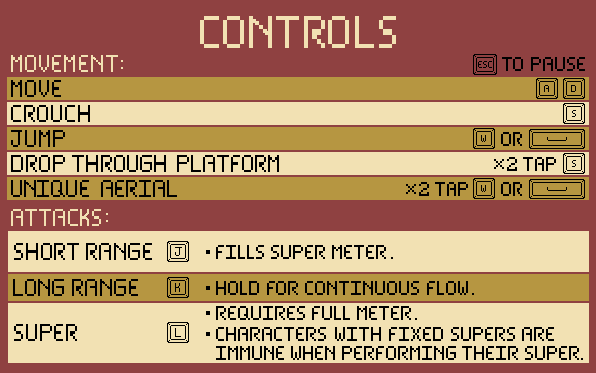 CONTROLS
MOVEMENT: ESC TO PAUSE
MOVE A D
CROUCH S
JUMP W OR
DROP THROUGH PLATFORM ×2 TAP S
UNIQUE AERIAL ×2 TAP W OR
ATTACKS:
SHORT RANGE J • FILLS SUPER METER.
LONG RANGE K • HOLD FOR CONTINUOUS FLOW.
• REQUIRES FULL METER.
SUPER L • CHARACTERS WITH FIXED SUPERS ARE
IMMUNE WHEN PERFORMING THEIR SUPER.